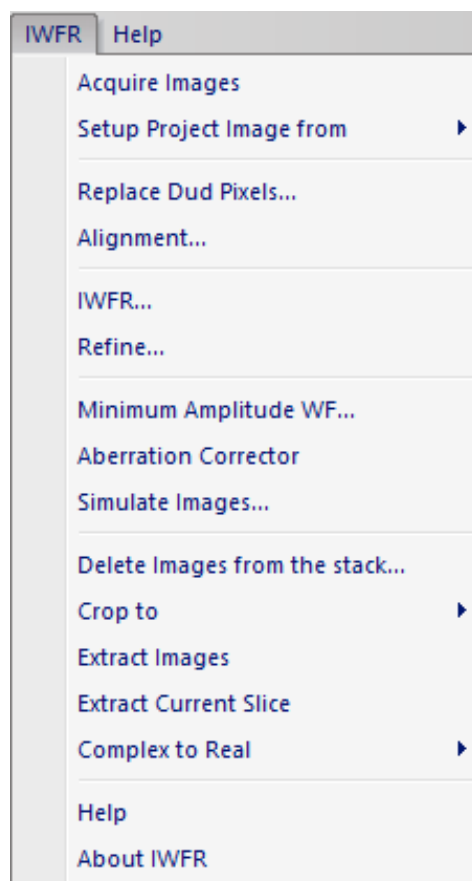 IWFR Help
Acquire Images
Setup Project Image from
Replace Dud Pixels...
Alignment...
IWFR...
Refine...
Minimum Amplitude WF...
Aberration Corrector
Simulate Images...
Delete Images from the stack...
Crop to
Extract Images
Extract Current Slice
Complex to Real
Help
About IWFR